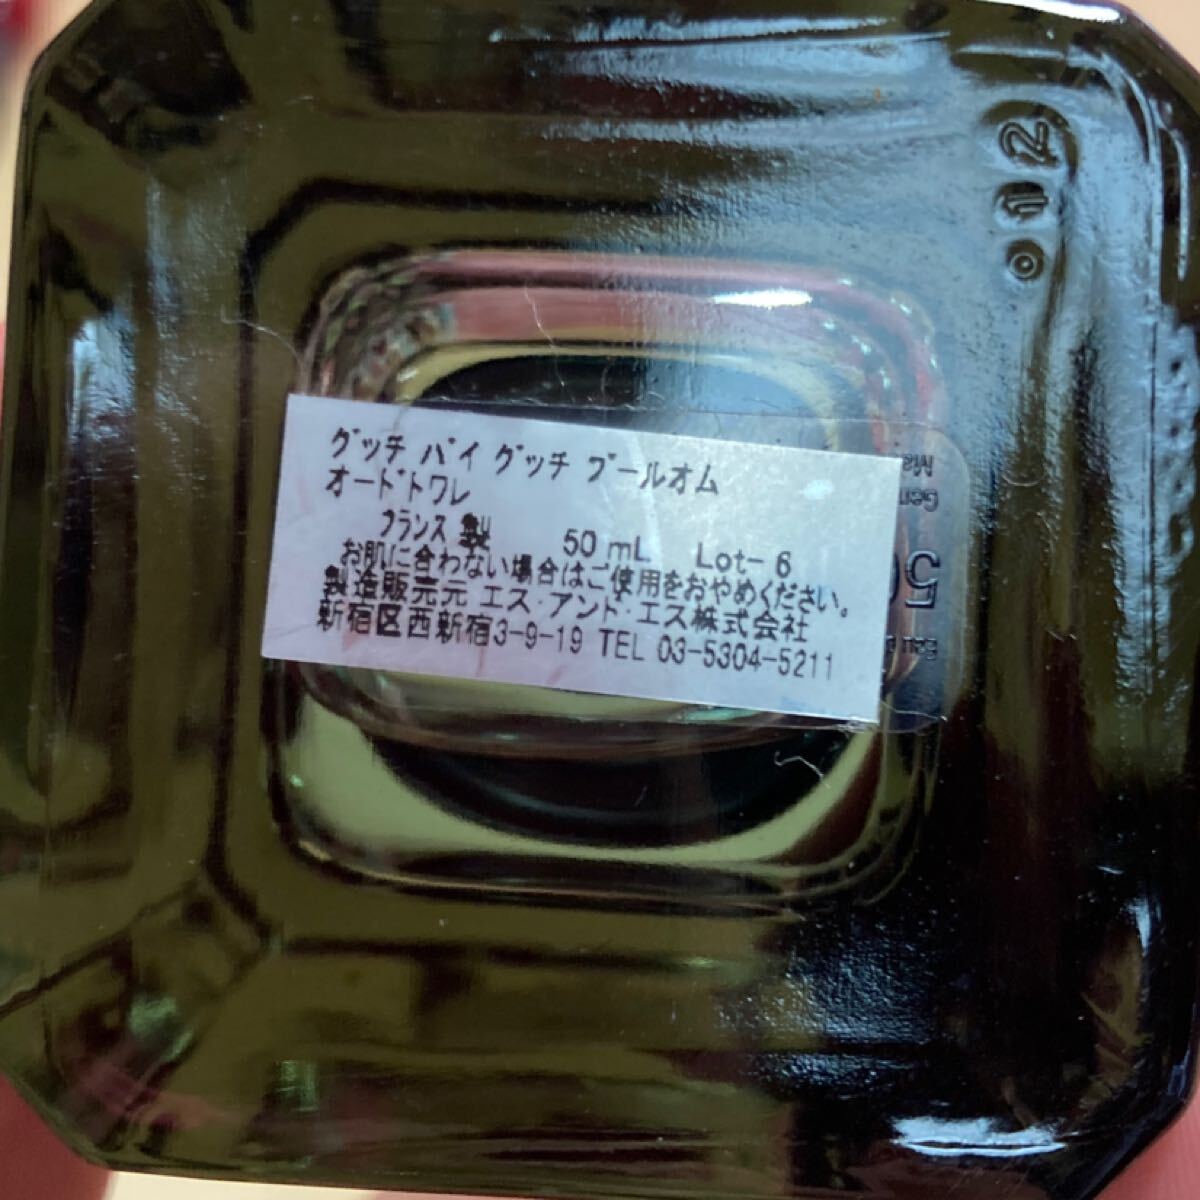 グッチ バイ グッチ プールオム
オードトワレ
フランス 製 50 mL Lot- 6
お肌に合わない場合はご使用をおやめください。
製造販売元 エス・アンド・エス株式会社
新宿区西新宿3-9-19 TEL 03-5304-5211
12